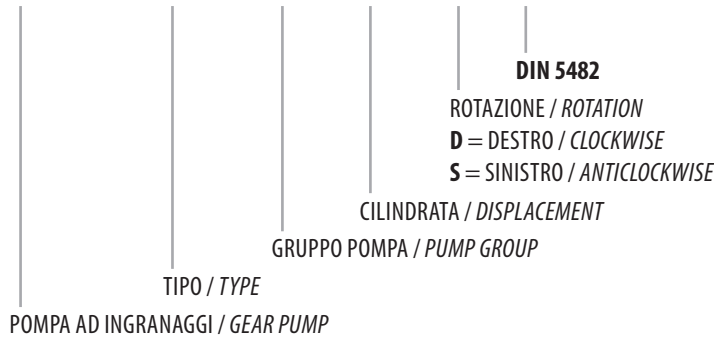 DIN 5482
ROTAZIONE / ROTATION
D = DESTRO / CLOCKWISE
S = SINISTRO / ANTICLOCKWISE
CILINDRATA / DISPLACEMENT
GRUPPO POMPA / PUMP GROUP
TIPO / TYPE
POMPA AD INGRANAGGI / GEAR PUMP